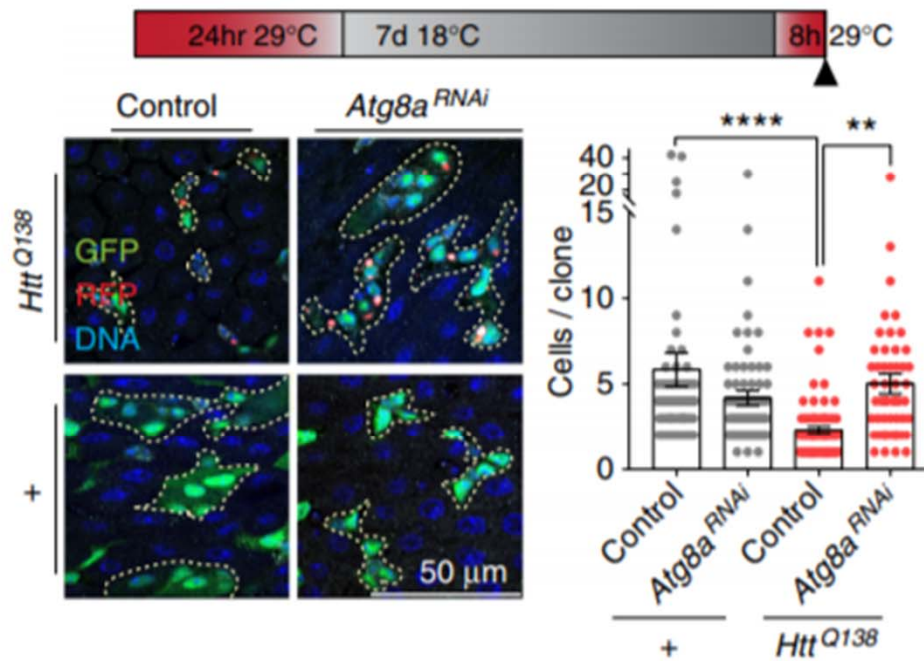 24hr 29°C 7d 18°C 8h 29°C
Control Atg8a RNAi
Htt Q138
GFP
RFP
DNA
+
50 μm
**** **
Cells / clone
40
20
15
10
5
0
Control Atg8a RNAi Control Atg8a RNAi
+ Htt Q138